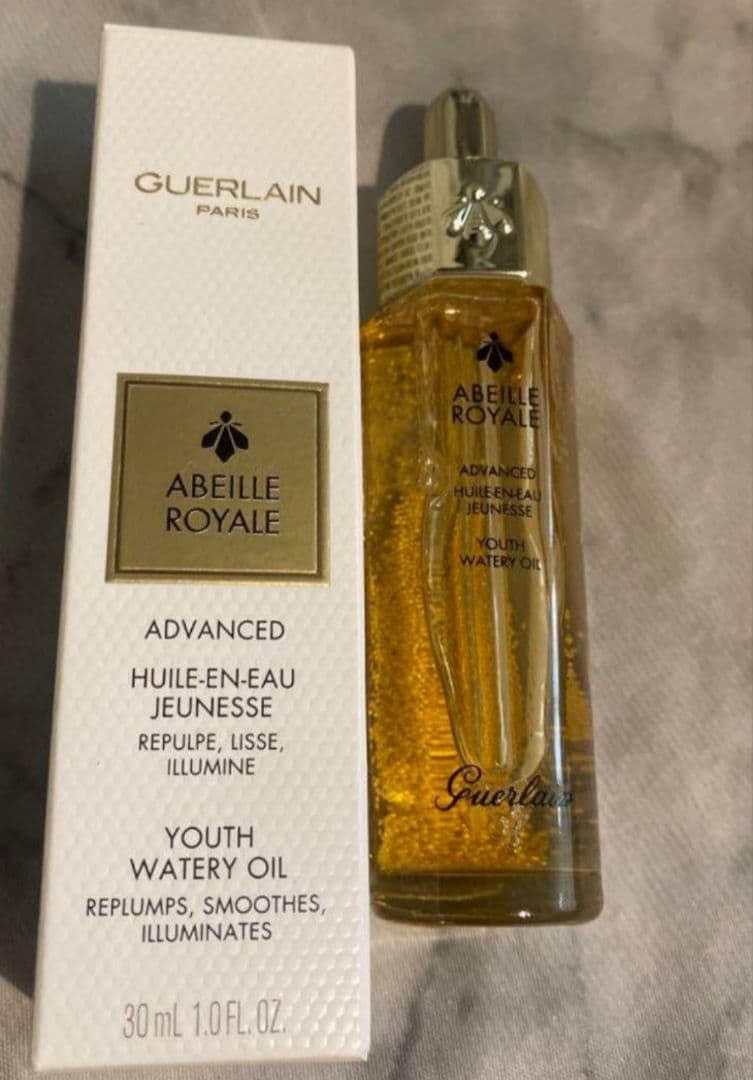 GUERLAIN
PARIS
ABEILLE
ROYALE
ADVANCED
HUILE-EN-EAU
JEUNESSE
REPULPE, LISSE,
ILLUMINE
YOUTH
WATERY OIL
REPLUMPS, SMOOTHES,
ILLUMINATES
30 mL 1.0 FL. OZ.
ABEILLE
ROYALE
ADVANCED
HUILE-EN-EAU
JEUNESSE
YOUTH
WATERY OIL
Guerlain